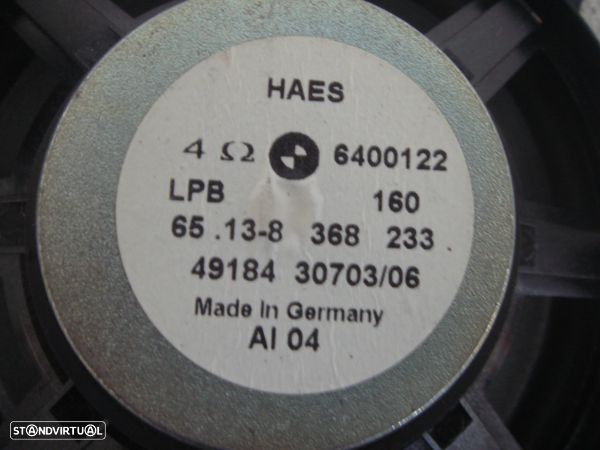 HAES
4 Ω 6400122
LPB 160
65 .13-8 368 233 .
49184 30703/06
Made In Germany
AI 04
STANDVIRTUAL